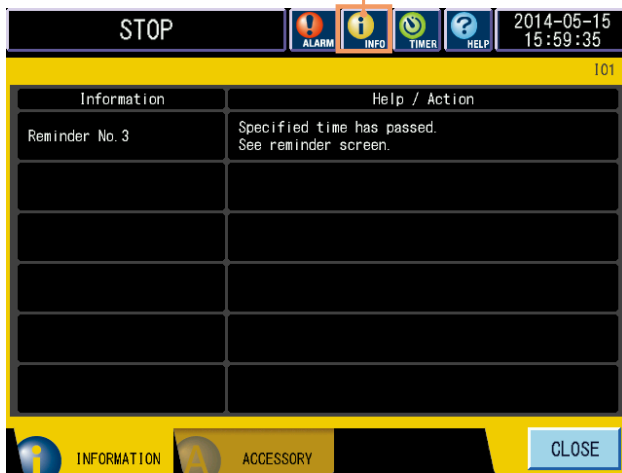 STOP
ALARM
INFO
TIMER
HELP
2014-05-15
15:59:35
I01
Information
Help / Action
Reminder No.3
Specified time has passed.
See reminder screen.
INFORMATION
A
ACCESSORY
CLOSE